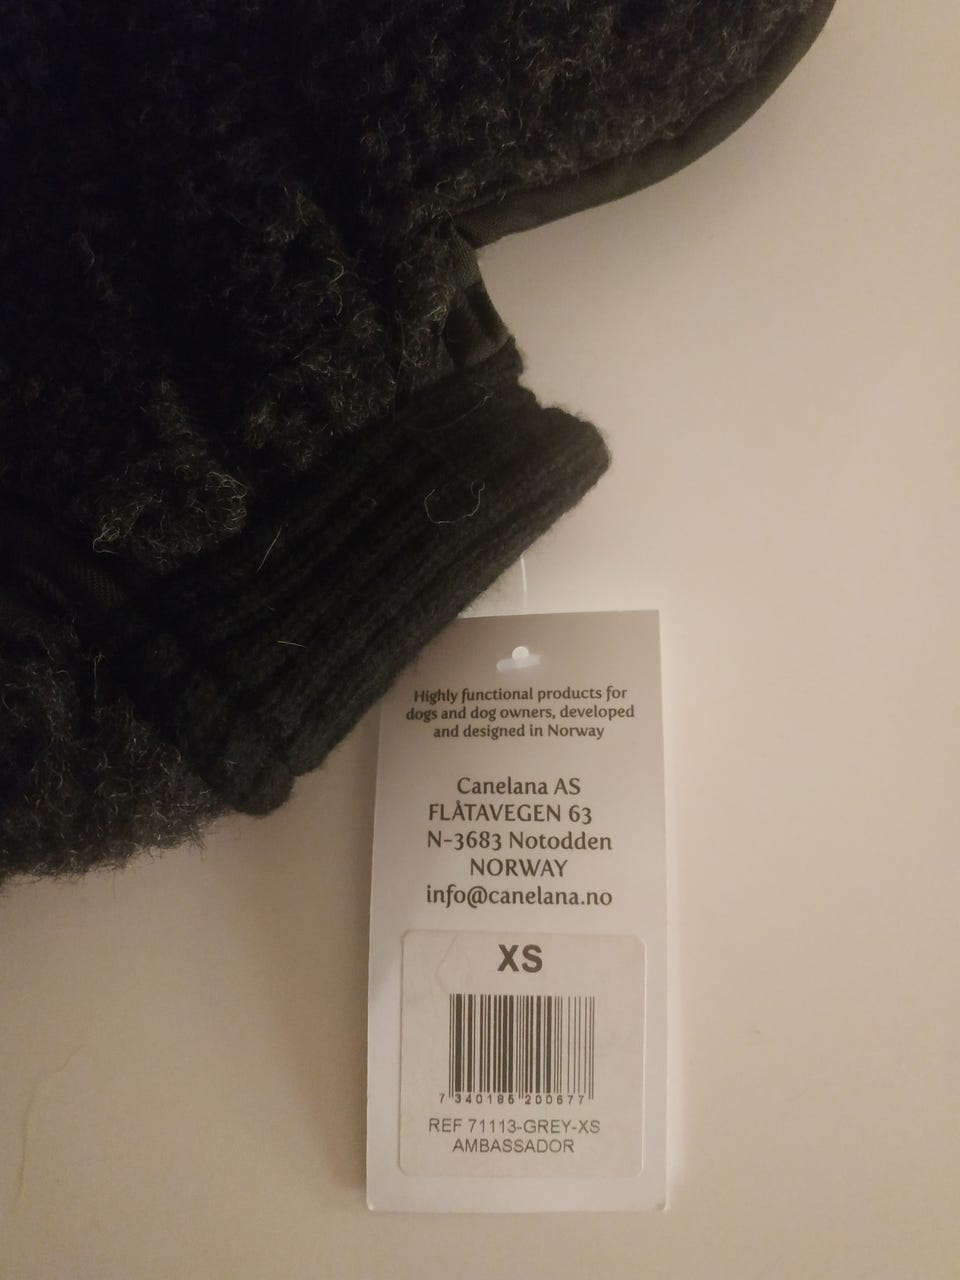 Highly functional products for
dogs and dog owners, developed
and designed in Norway
Canelana AS
FLÅTAVEGEN 63
N-3683 Notodden
NORWAY
info@canelana.no
XS
7 340185 200677
REF 71113-GREY-XS
AMBASSADOR